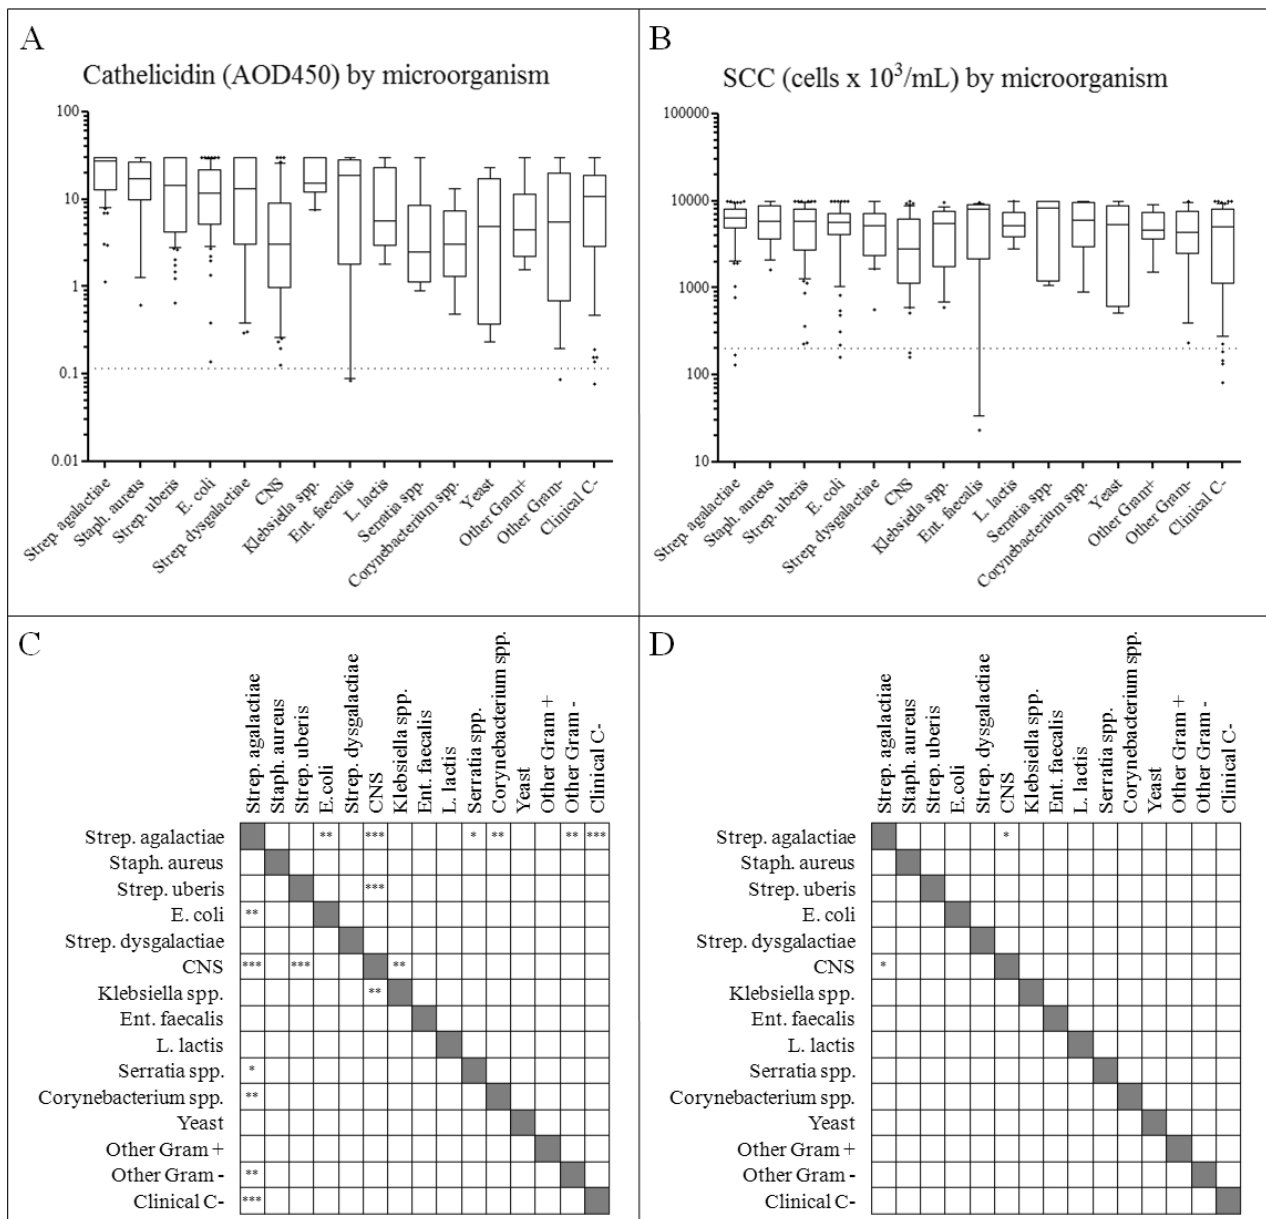 A
Cathelicidin (AOD450) by microorganism
100
10
1
0.1
0.01
Strep. agalactiae
Staph. aureus
Strep. uberis
E. coli
Strep. dysgalactiae
CNS
Klebsiella spp.
Ent. faecalis
L. lactis
Serratia spp.
Corynebacterium spp.
Yeast
Other Gram+
Other Gram-
Clinical C-
B
SCC (cells x 10³/mL) by microorganism
100000
10000
1000
100
10
Strep. agalactiae
Staph. aureus
Strep. uberis
E. coli
Strep. dysgalactiae
CNS
Klebsiella spp.
Ent. faecalis
L. lactis
Serratia spp.
Corynebacterium spp.
Yeast
Other Gram+
Other Gram-
Clinical C-
C
Strep. agalactiae
Staph. aureus
Strep. uberis
E.coli
Strep. dysgalactiae
CNS
Klebsiella spp.
Ent. faecalis
L. lactis
Serratia spp.
Corynebacterium spp.
Yeast
Other Gram +
Other Gram -
Clinical C-
Strep. agalactiae ** *** * ** ** ***
Staph. aureus
Strep. uberis ***
E. coli **
Strep. dysgalactiae
CNS *** *** **
Klebsiella spp. **
Ent. faecalis
L. lactis
Serratia spp. *
Corynebacterium spp. **
Yeast
Other Gram +
Other Gram - **
Clinical C- ***
D
Strep. agalactiae
Staph. aureus
Strep. uberis
E.coli
Strep. dysgalactiae
CNS
Klebsiella spp.
Ent. faecalis
L. lactis
Serratia spp.
Corynebacterium spp.
Yeast
Other Gram +
Other Gram -
Clinical C-
Strep. agalactiae *
Staph. aureus
Strep. uberis
E. coli
Strep. dysgalactiae
CNS *
Klebsiella spp.
Ent. faecalis
L. lactis
Serratia spp.
Corynebacterium spp.
Yeast
Other Gram +
Other Gram -
Clinical C-